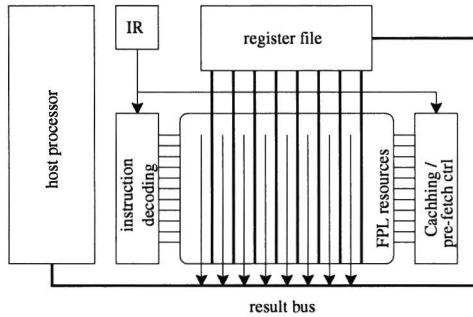 IR
register file
host processor
instruction
decoding
FPL resources
Cachhing /
pre-fetch ctrl
result bus